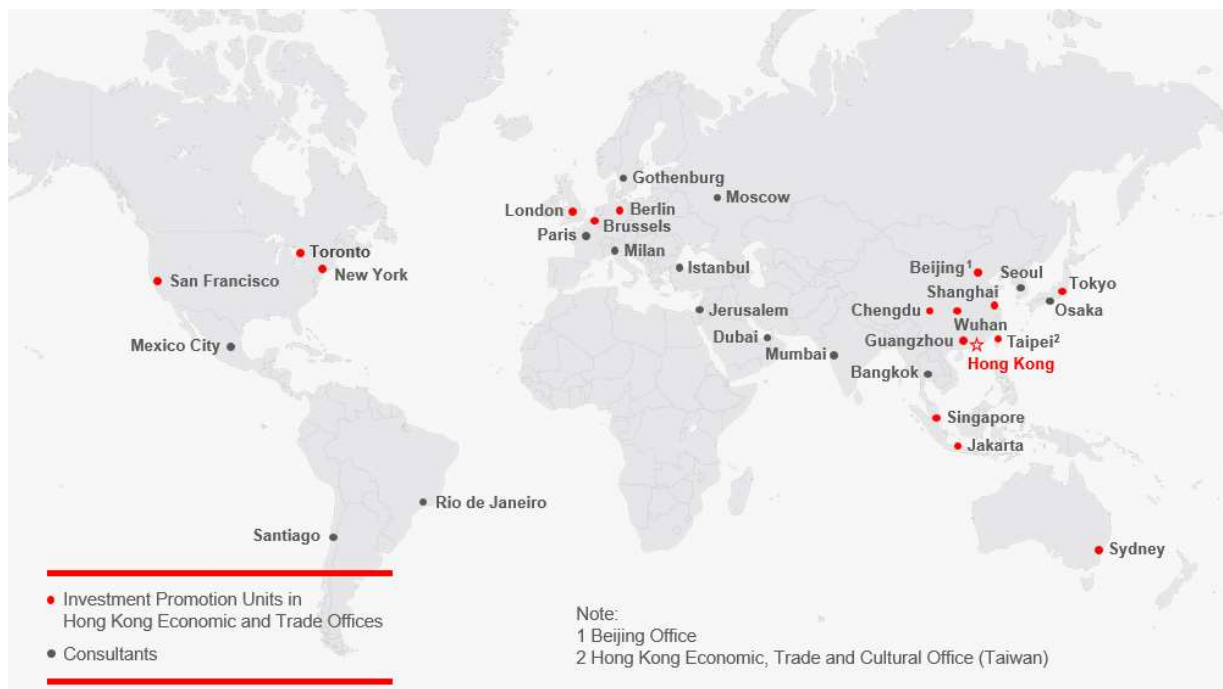 Gothenburg
Moscow
London
Berlin
Brussels
Paris
Milan
Toronto
New York
San Francisco
Istanbul
Beijing¹
Seoul
Tokyo
Shanghai
Osaka
Jerusalem
Chengdu
Wuhan
Dubai
Guangzhou
Taipei²
Mexico City
Mumbai
Hong Kong
Bangkok
Singapore
Jakarta
Rio de Janeiro
Santiago
Sydney
Investment Promotion Units in
Hong Kong Economic and Trade Offices
Consultants
Note:
1 Beijing Office
2 Hong Kong Economic, Trade and Cultural Office (Taiwan)